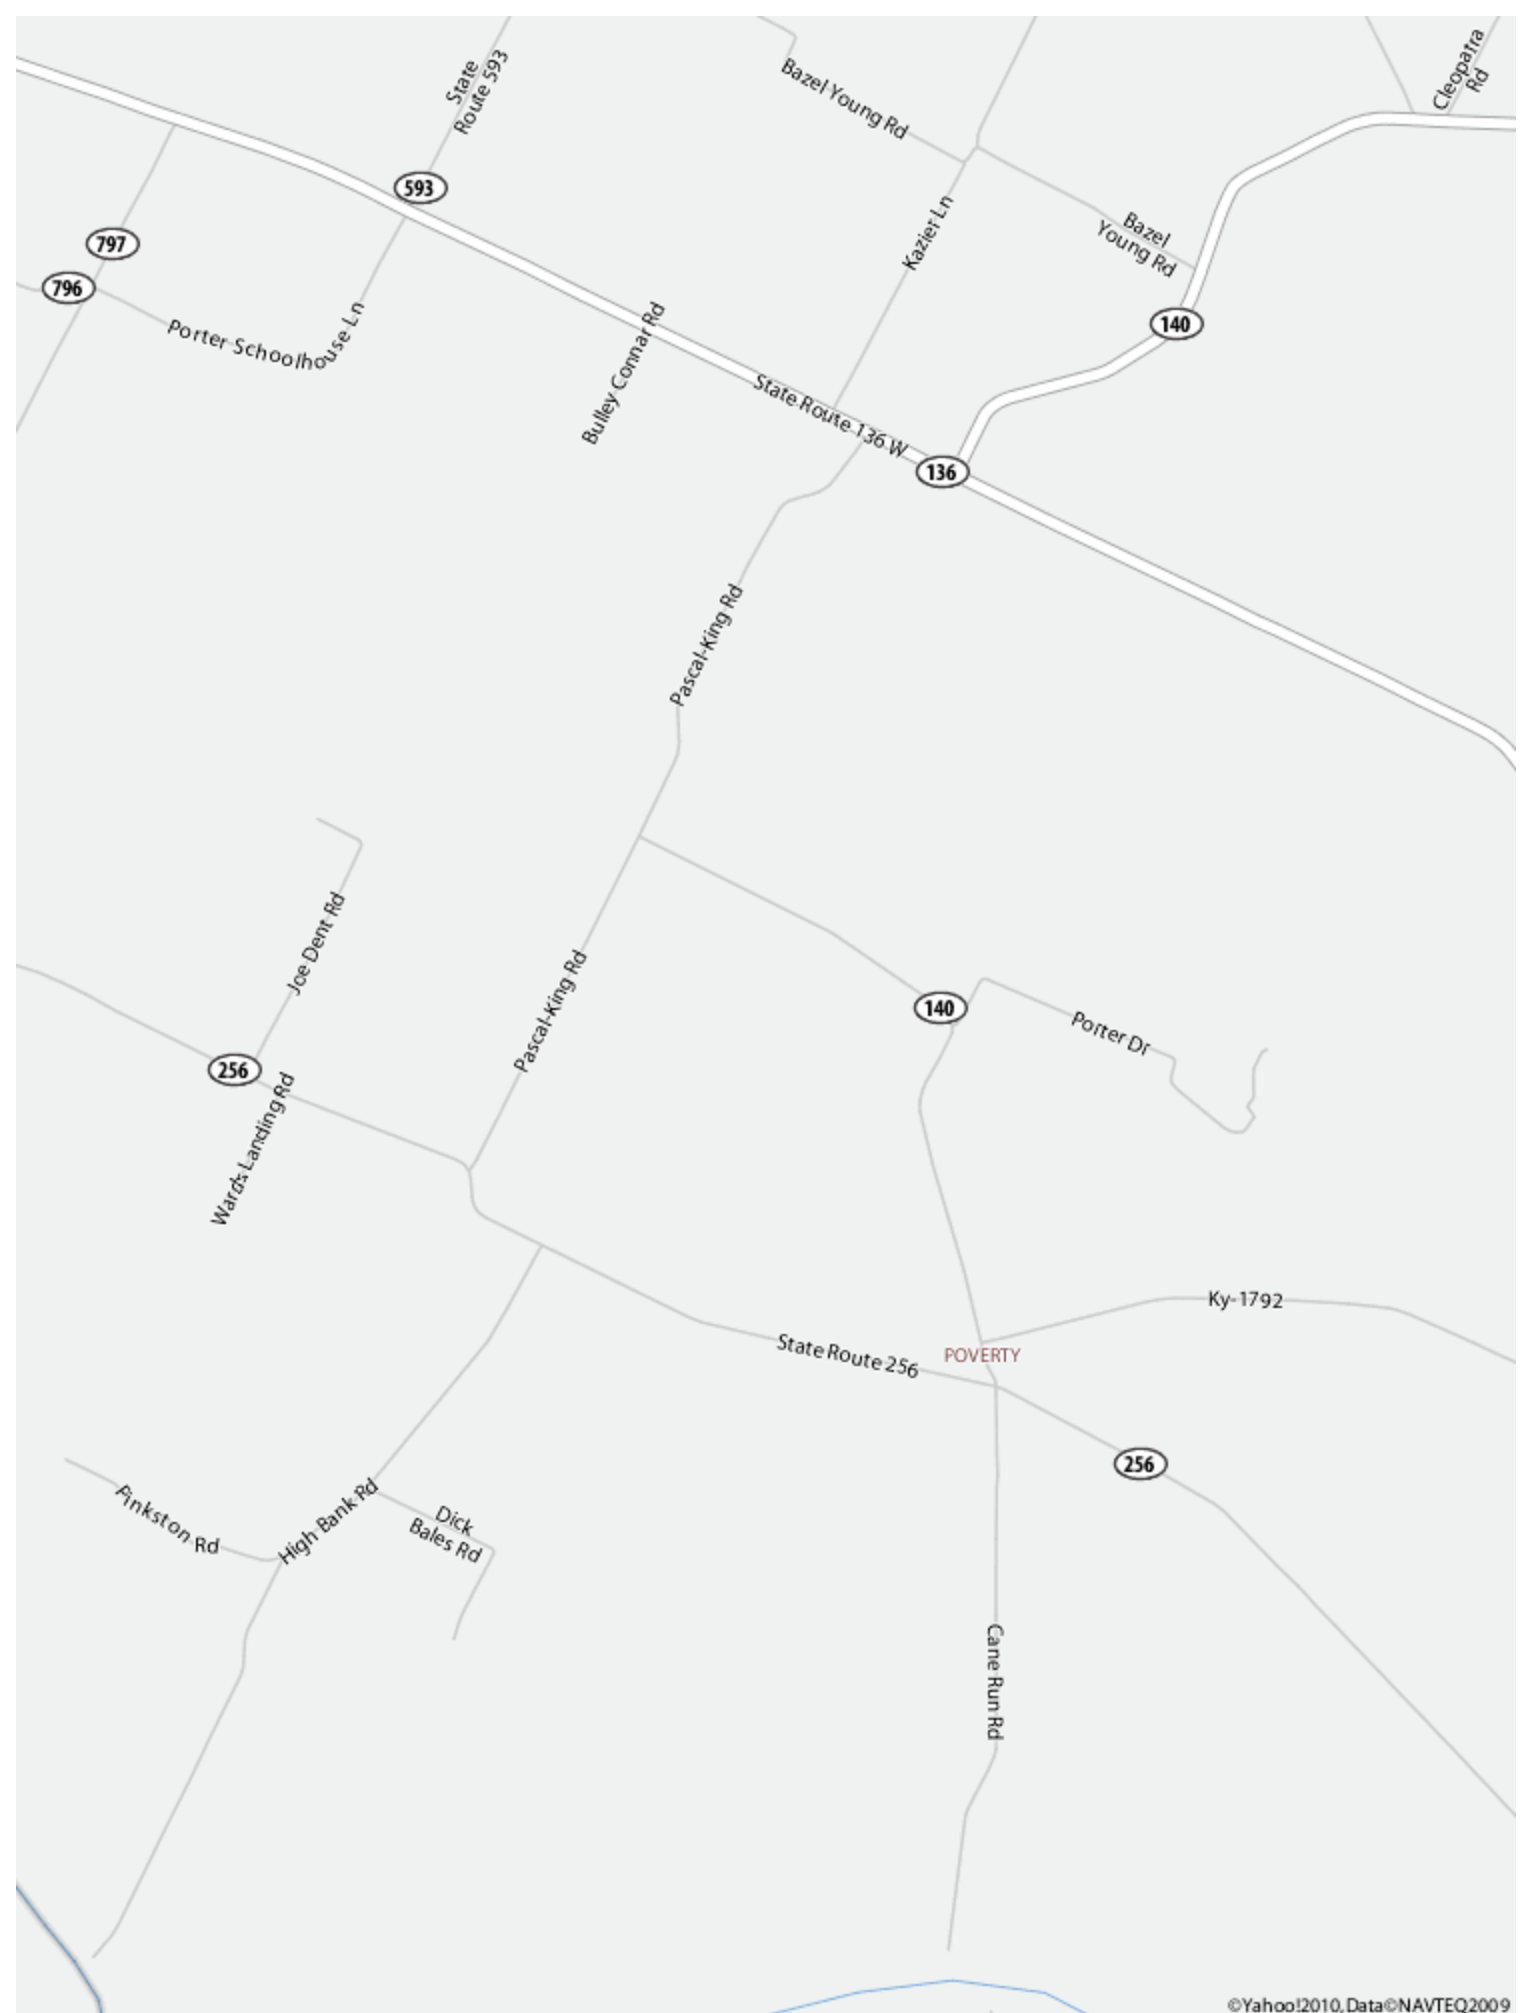 State
Route 593
Cleopatra
Rd
Bazel Young Rd
593
797
Kazier Ln
Bazel
Young Rd
796
Porter Schoolhouse Ln
140
Bulley Connar Rd
State Route 136 W
136
Pascal-King Rd
Joe Dent Rd
Pascal-King Rd
140
Porter Dr
256
Wards Landing Rd
Ky-1792
State Route 256
POVERTY
256
Pinkston Rd
High Bank Rd
Dick
Bales Rd
Cane Run Rd
©Yahoo!2010, Data©NAVTEQ2009